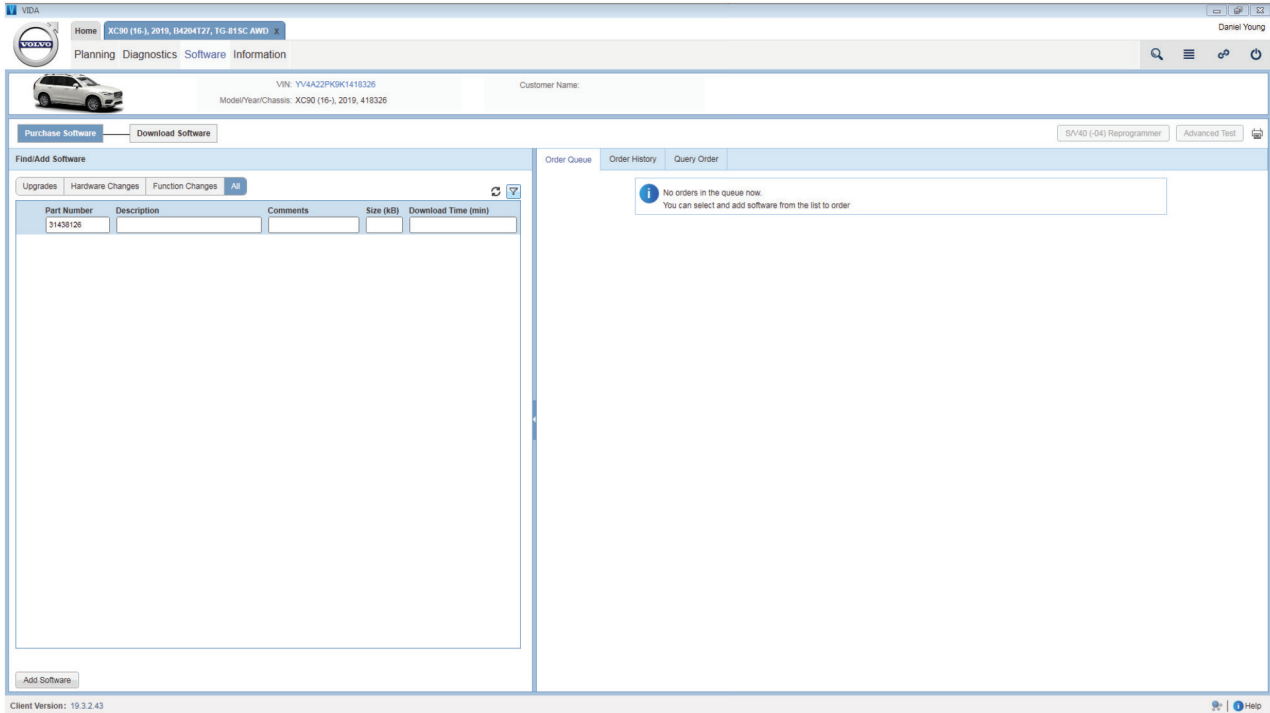 VIDA
Home XC90 (16-), 2019, B4204T27, TG-81SC AWD X
Daniel Young
VOLVO
Planning Diagnostics Software Information
VIN: YV4A22PK9K1418326
Customer Name:
Model/Year/Chassis: XC90 (16-), 2019, 418326
Purchase Software Download Software
S/V40 (-04) Reprogrammer Advanced Test
Find/Add Software
Order Queue Order History Query Order
Upgrades Hardware Changes Function Changes All
No orders in the queue now.
You can select and add software from the list to order
Part Number Description Comments Size (kB) Download Time (min)
31438126
Add Software
Client Version: 19.3.2.43
Help